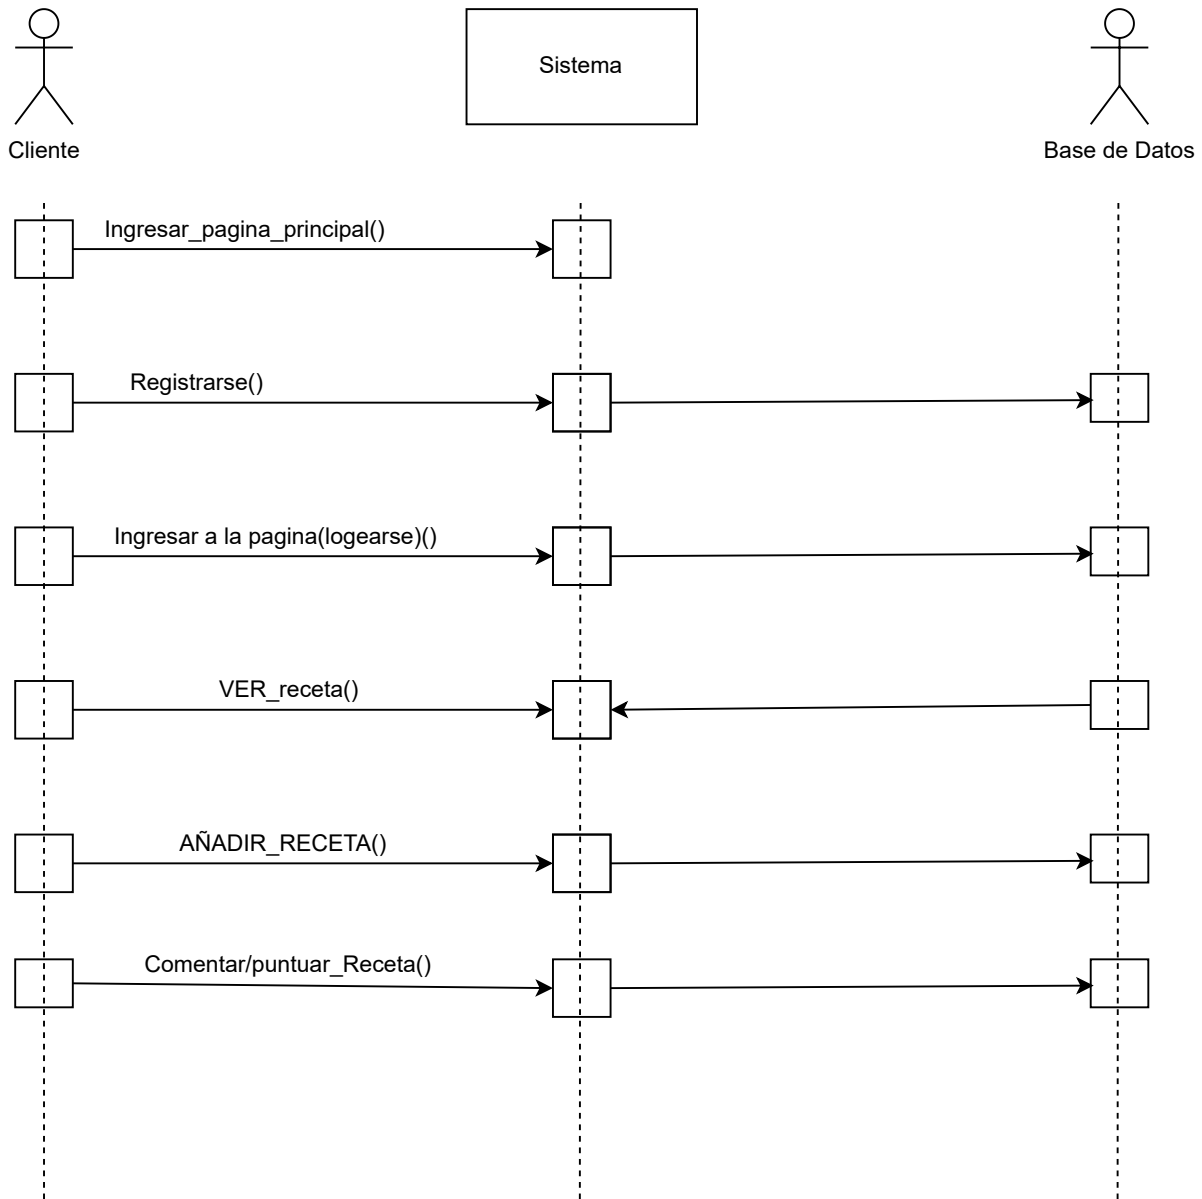 Sistema
Cliente
Base de Datos
Ingresar_pagina_principal()
Registrarse()
Ingresar a la pagina(logearse)()
VER_receta()
AÑADIR_RECETA()
Comentar/puntuar_Receta()